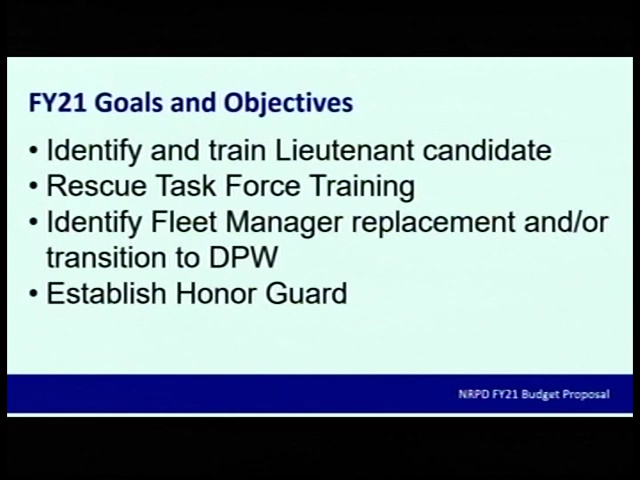 FY21 Goals and Objectives
• Identify and train Lieutenant candidate
• Rescue Task Force Training
• Identify Fleet Manager replacement and/or
transition to DPW
• Establish Honor Guard
NRPD FY21 Budget Proposal